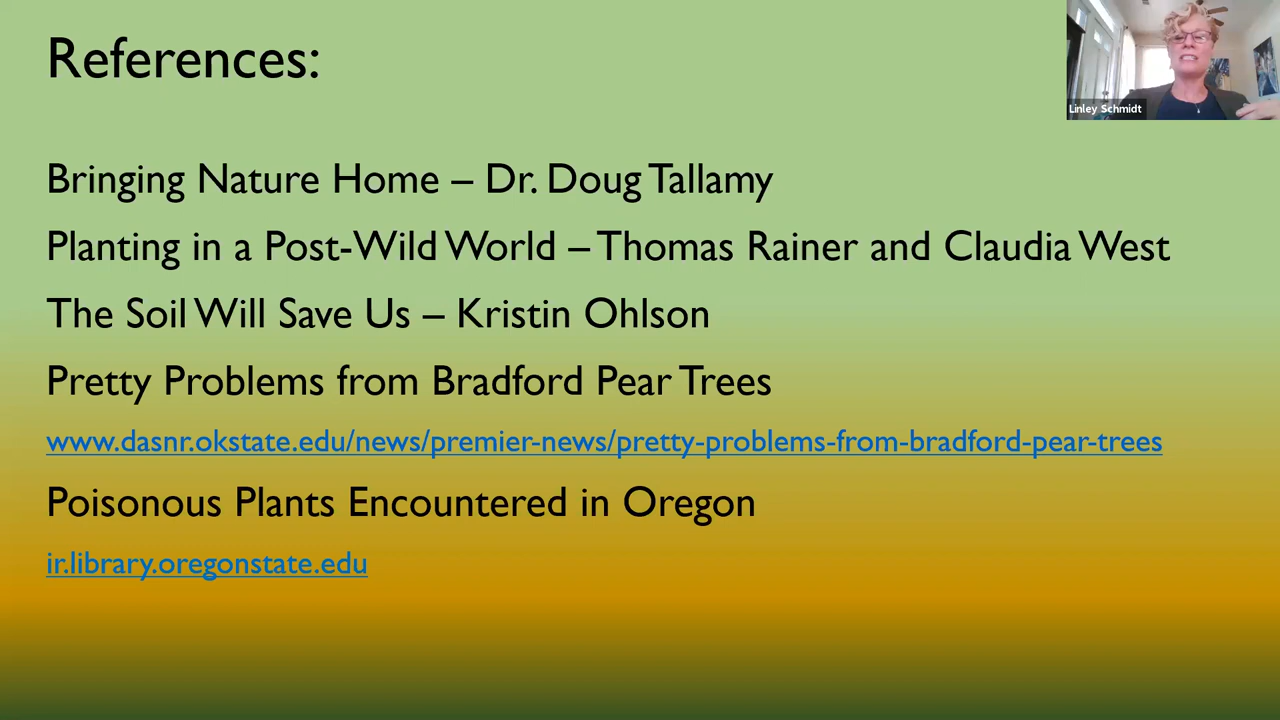 References:
Linley Schmidt
Bringing Nature Home – Dr. Doug Tallamy
Planting in a Post-Wild World – Thomas Rainer and Claudia West
The Soil Will Save Us – Kristin Ohlson
Pretty Problems from Bradford Pear Trees
www.dasnr.okstate.edu/news/premier-news/pretty-problems-from-bradford-pear-trees
Poisonous Plants Encountered in Oregon
ir.library.oregonstate.edu